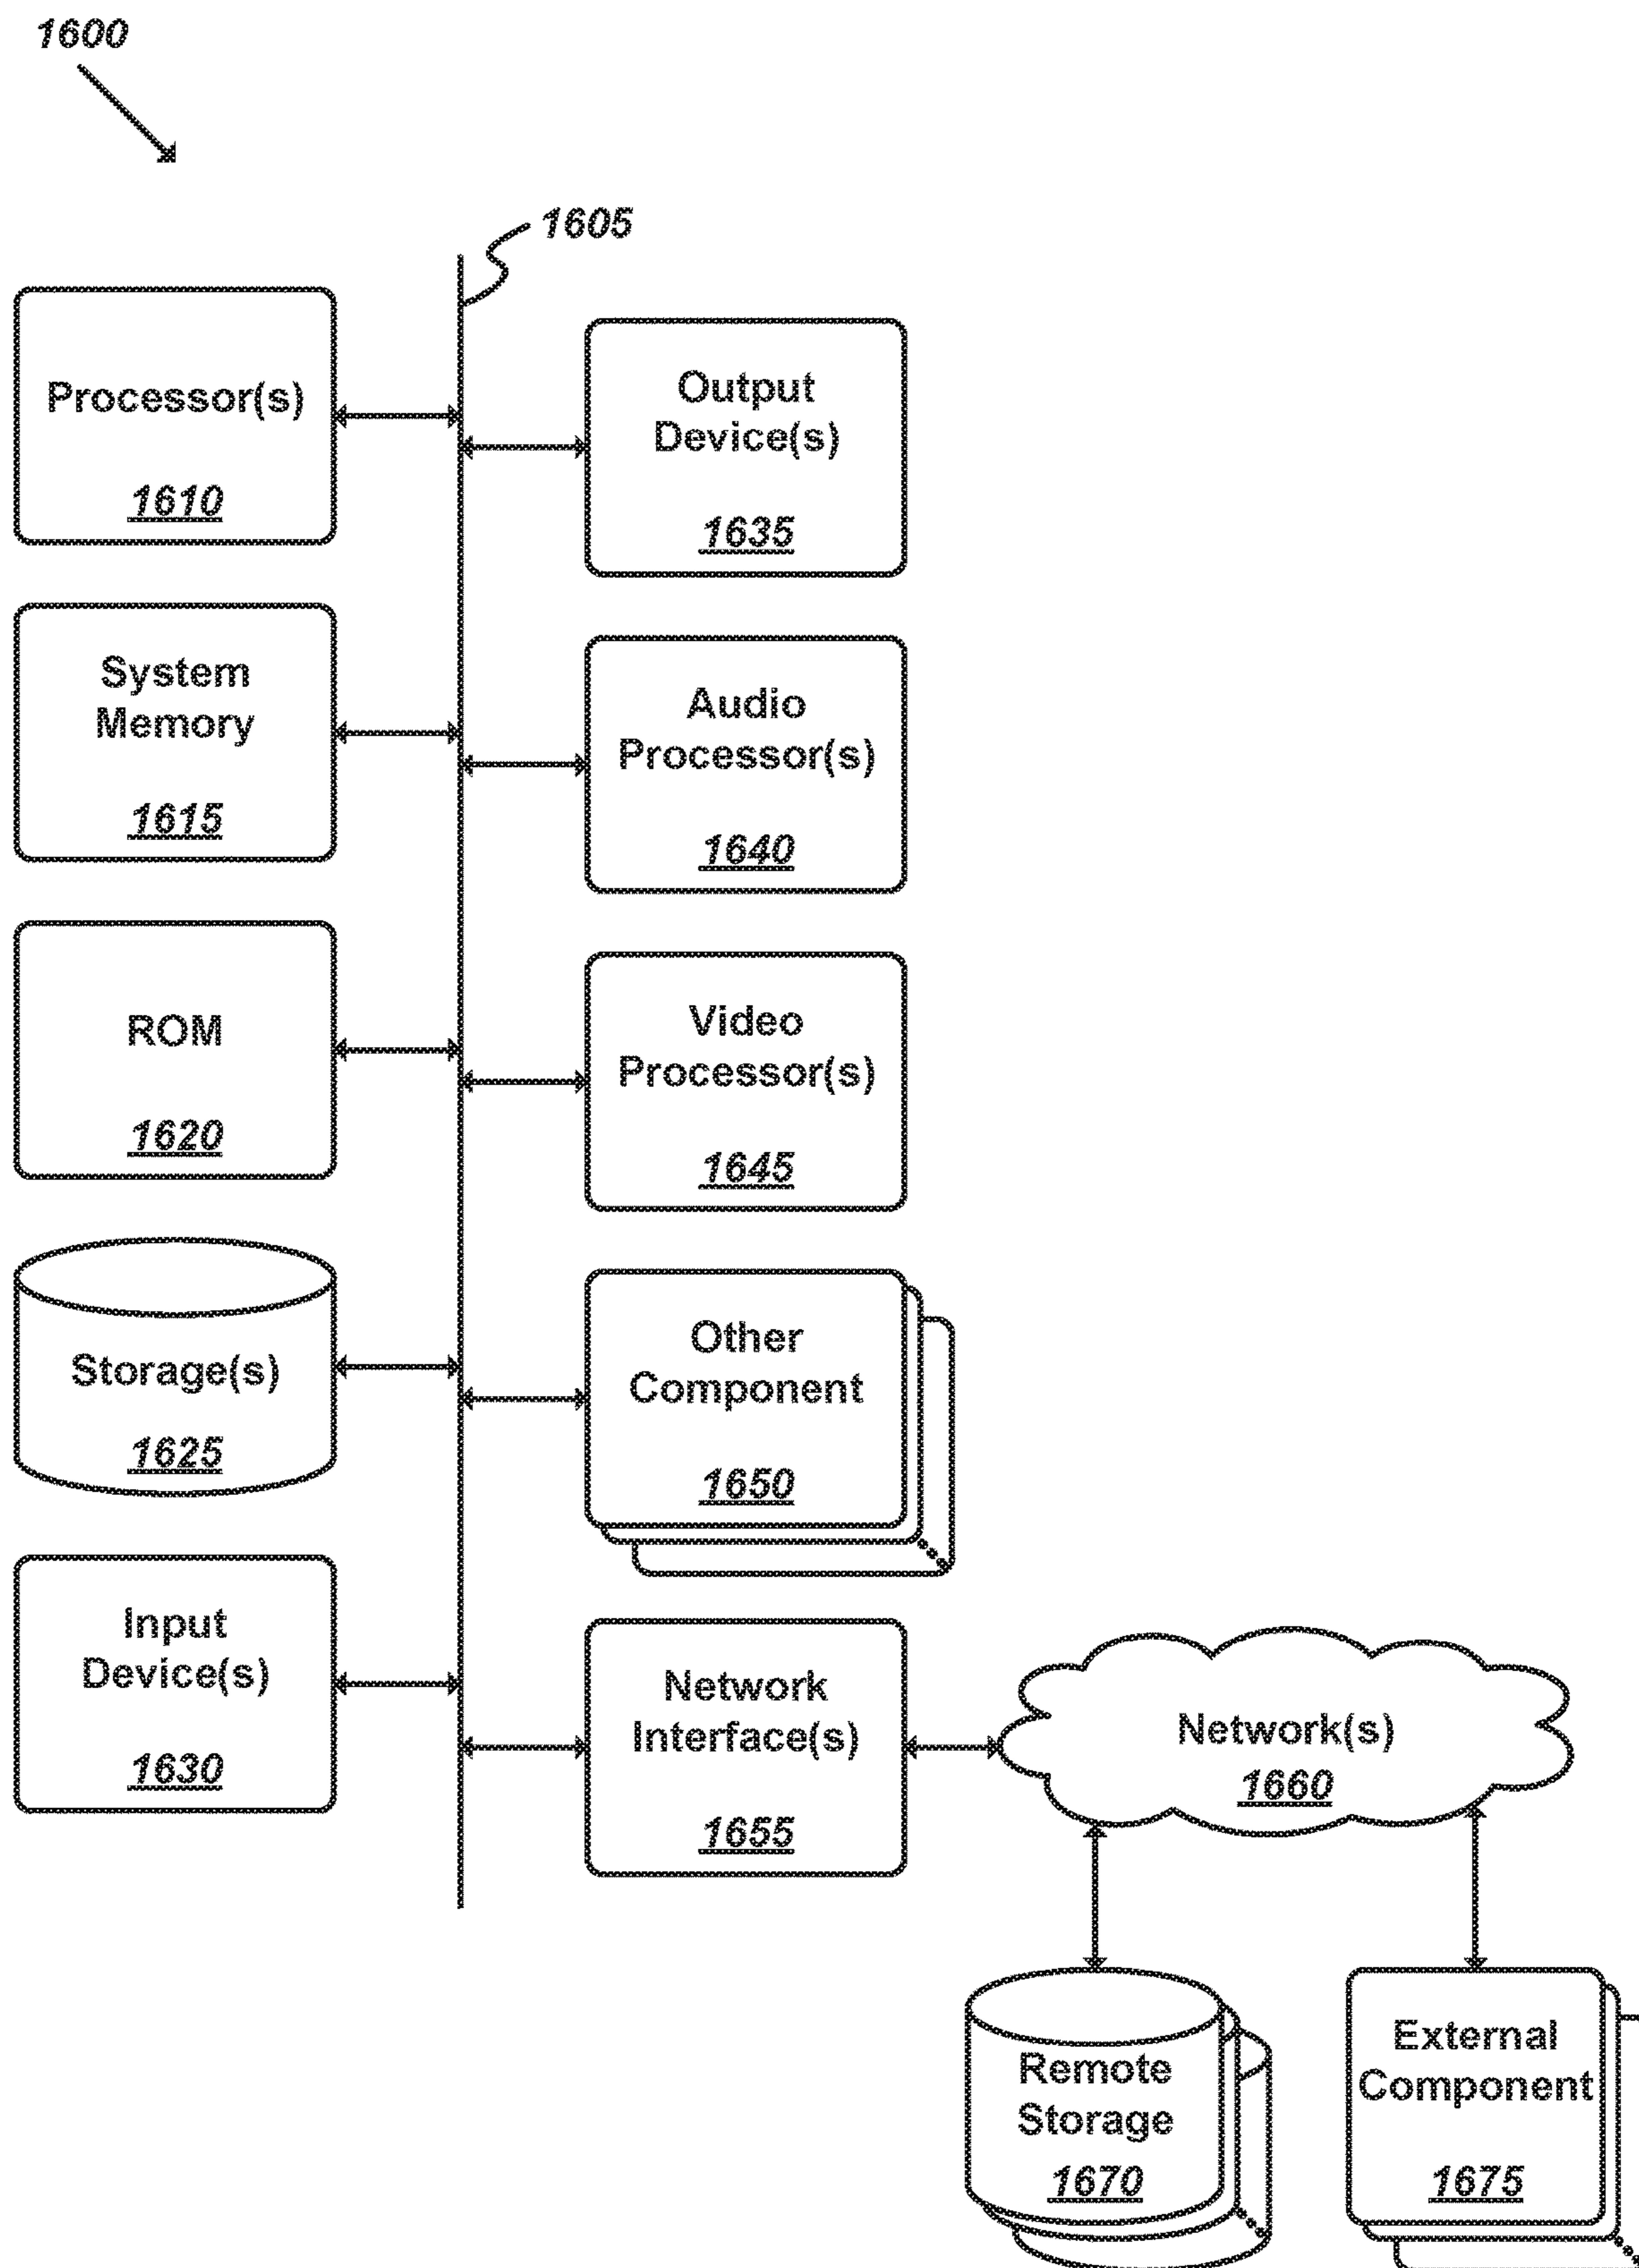 1600
1605
Processor(s)
1610
Output
Device(s)
1635
System
Memory
1615
Audio
Processor(s)
1640
ROM
1620
Video
Processor(s)
1645
Storage(s)
1625
Other
Component
1650
Input
Device(s)
1630
Network
Interface(s)
1655
Network(s)
1660
Remote
Storage
1670
External
Component
1675